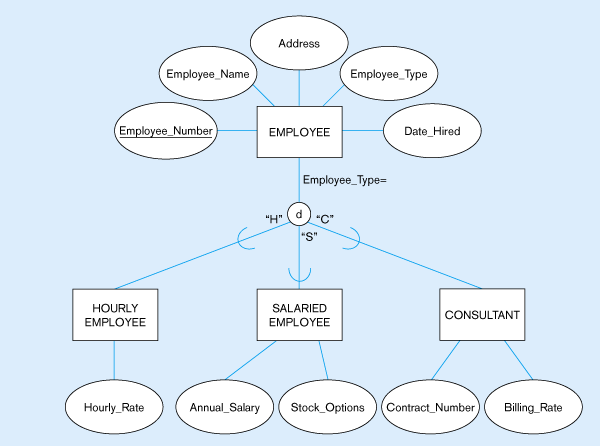 Address
Employee_Name
Employee_Type
Employee_Number
EMPLOYEE
Date_Hired
Employee_Type=
d
“H”
“C”
“S”
HOURLY
EMPLOYEE
SALARIED
EMPLOYEE
CONSULTANT
Hourly_Rate
Annual_Salary
Stock_Options
Contract_Number
Billing_Rate